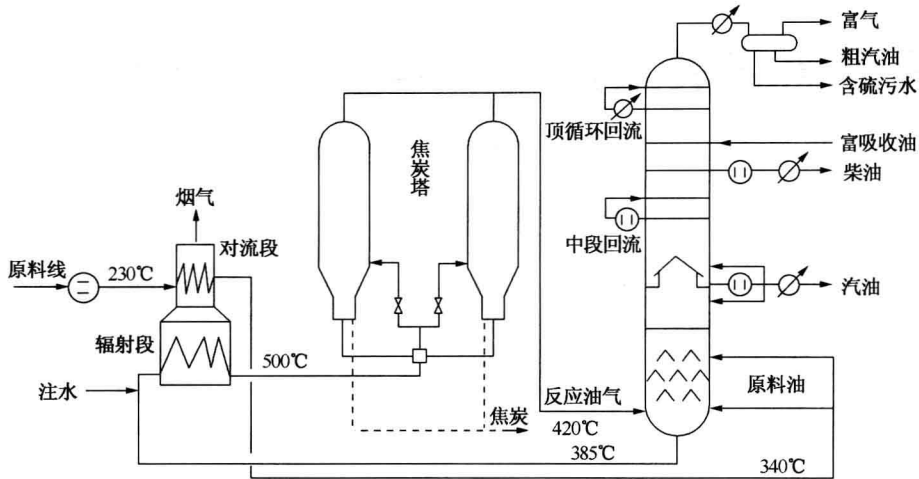 富气
粗汽油
含硫污水
顶循环回流
富吸收油
柴油
焦炭塔
烟气
对流段
中段回流
原料线
230℃
汽油
辐射段
500℃
注水
原料油
反应油气
焦炭
420℃
385℃
340℃